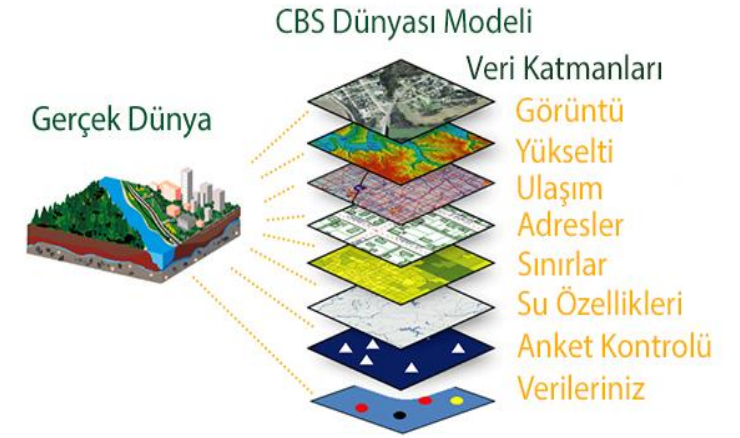 CBS Dünyası Modeli
Veri Katmanları
Gerçek Dünya
Görüntü
Yükselti
Ulaşım
Adresler
Sınırlar
Su Özellikleri
Anket Kontrolü
Verileriniz